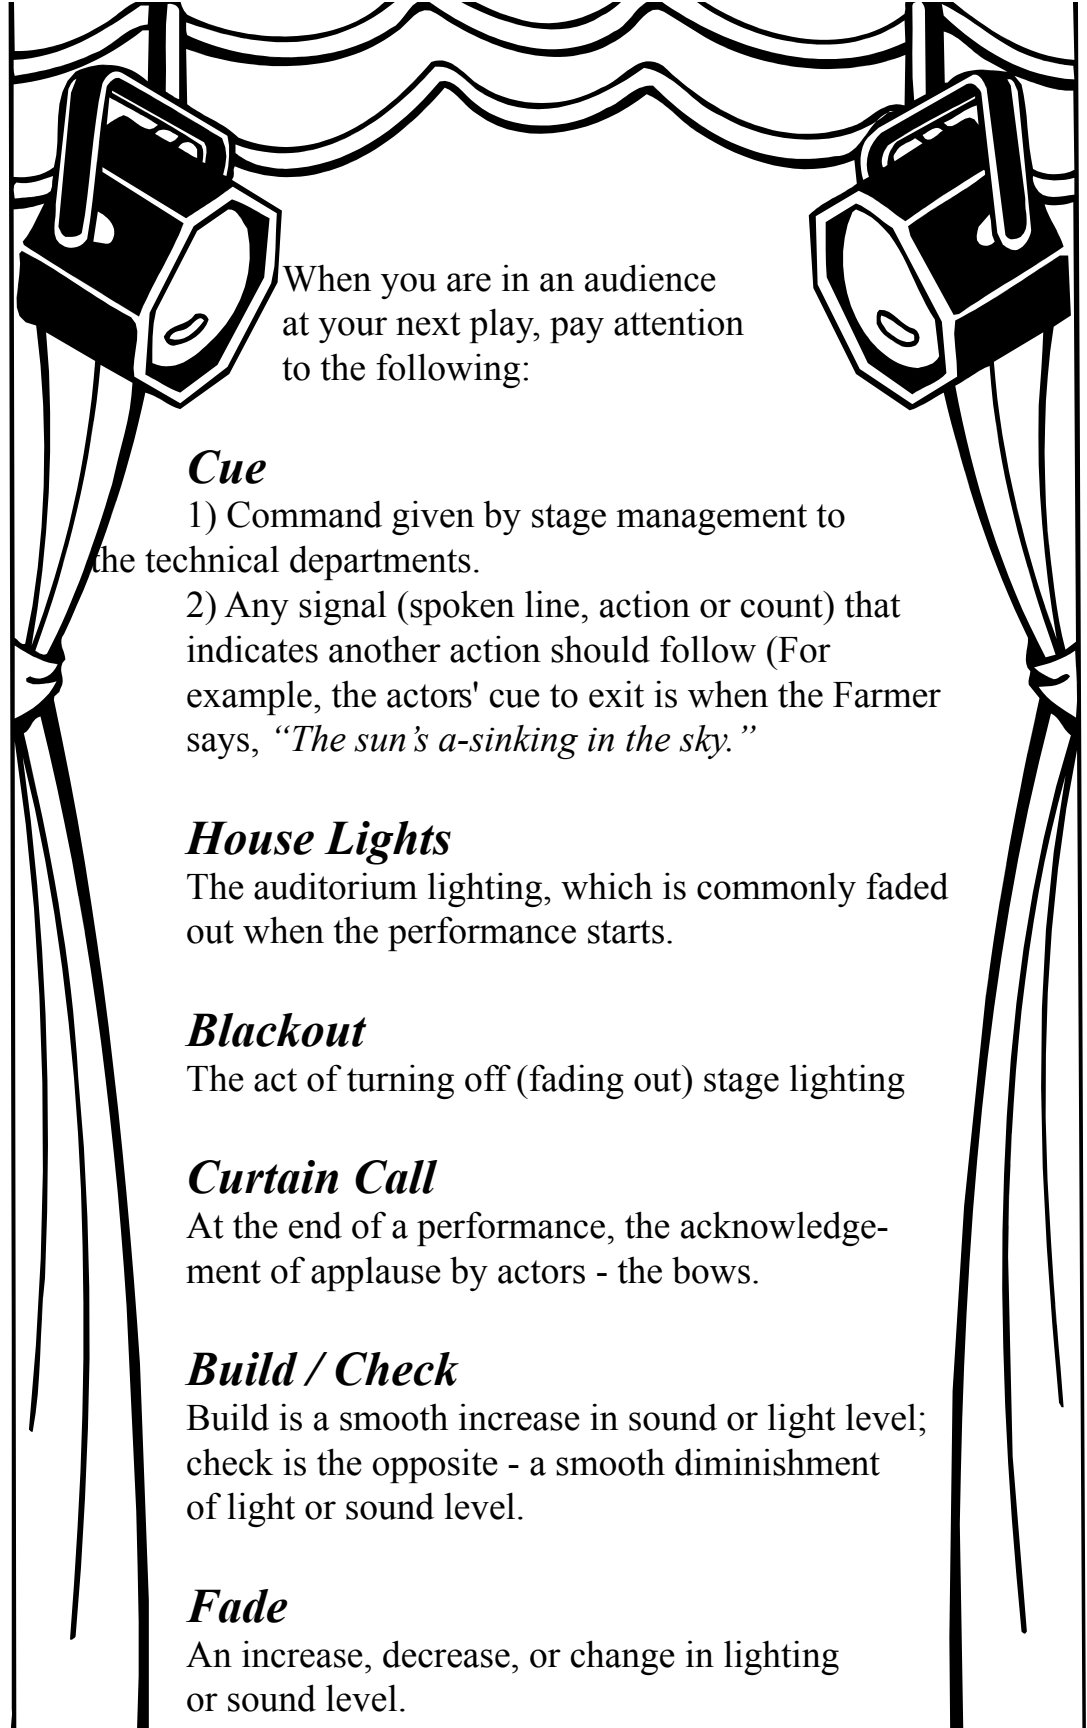 When you are in an audience
at your next play, pay attention
to the following:
Cue
1) Command given by stage management to
the technical departments.
2) Any signal (spoken line, action or count) that
indicates another action should follow (For
example, the actors' cue to exit is when the Farmer
says, “The sun’s a-sinking in the sky.”
House Lights
The auditorium lighting, which is commonly faded
out when the performance starts.
Blackout
The act of turning off (fading out) stage lighting
Curtain Call
At the end of a performance, the acknowledge-
ment of applause by actors - the bows.
Build / Check
Build is a smooth increase in sound or light level;
check is the opposite - a smooth diminishment
of light or sound level.
Fade
An increase, decrease, or change in lighting
or sound level.